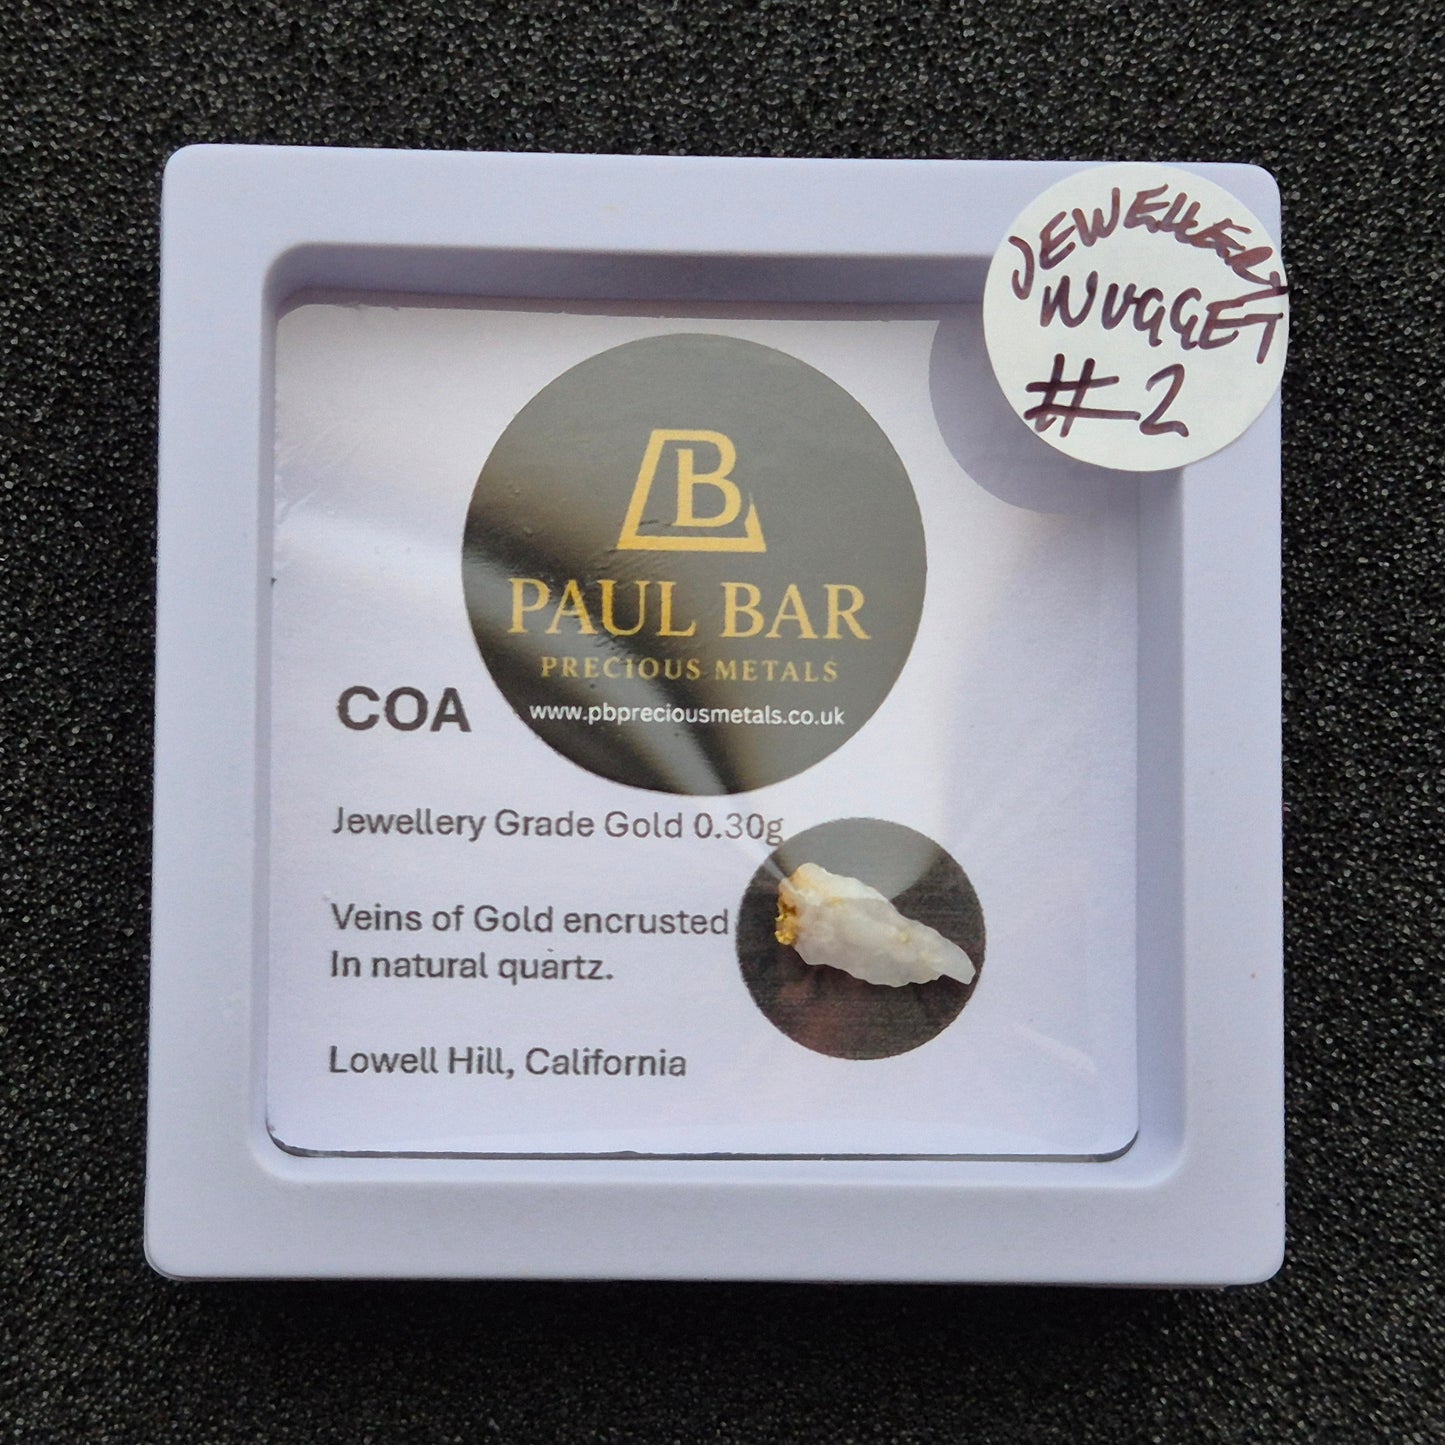 JEWELLERY
NUGGET
#2
B
PAUL BAR
PRECIOUS METALS
www.pbpreciousmetals.co.uk
COA
Jewellery Grade Gold 0.30g
Veins of Gold encrusted
In natural quartz.
Lowell Hill, California